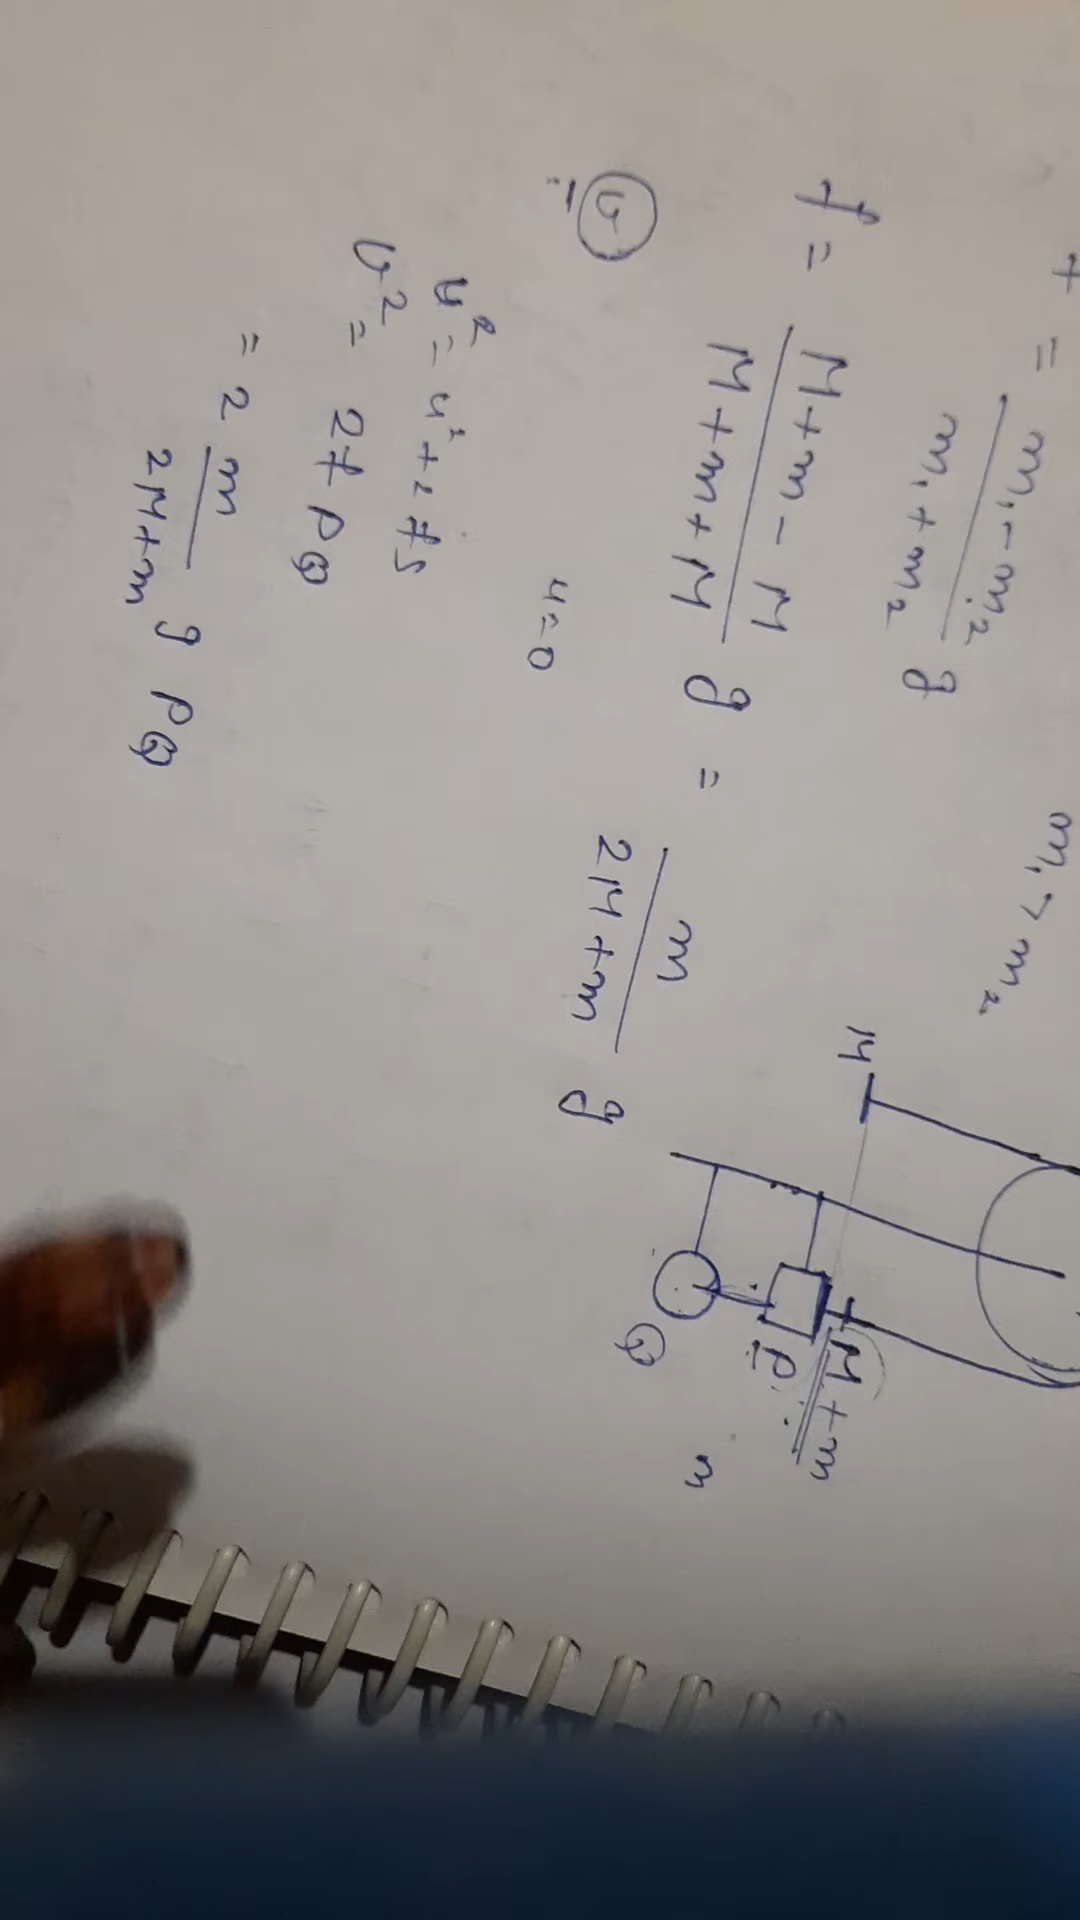 f = m₁ - m₂ / m₁ + m₂ g m₁ > m₂
f = M + m - M / M + m + M g = m / 2M + m g
v u = 0
v² = u² + 2fs
v² = 2f PQ
= 2 m / 2M + m g PQ
M
M + m
P
Q
m